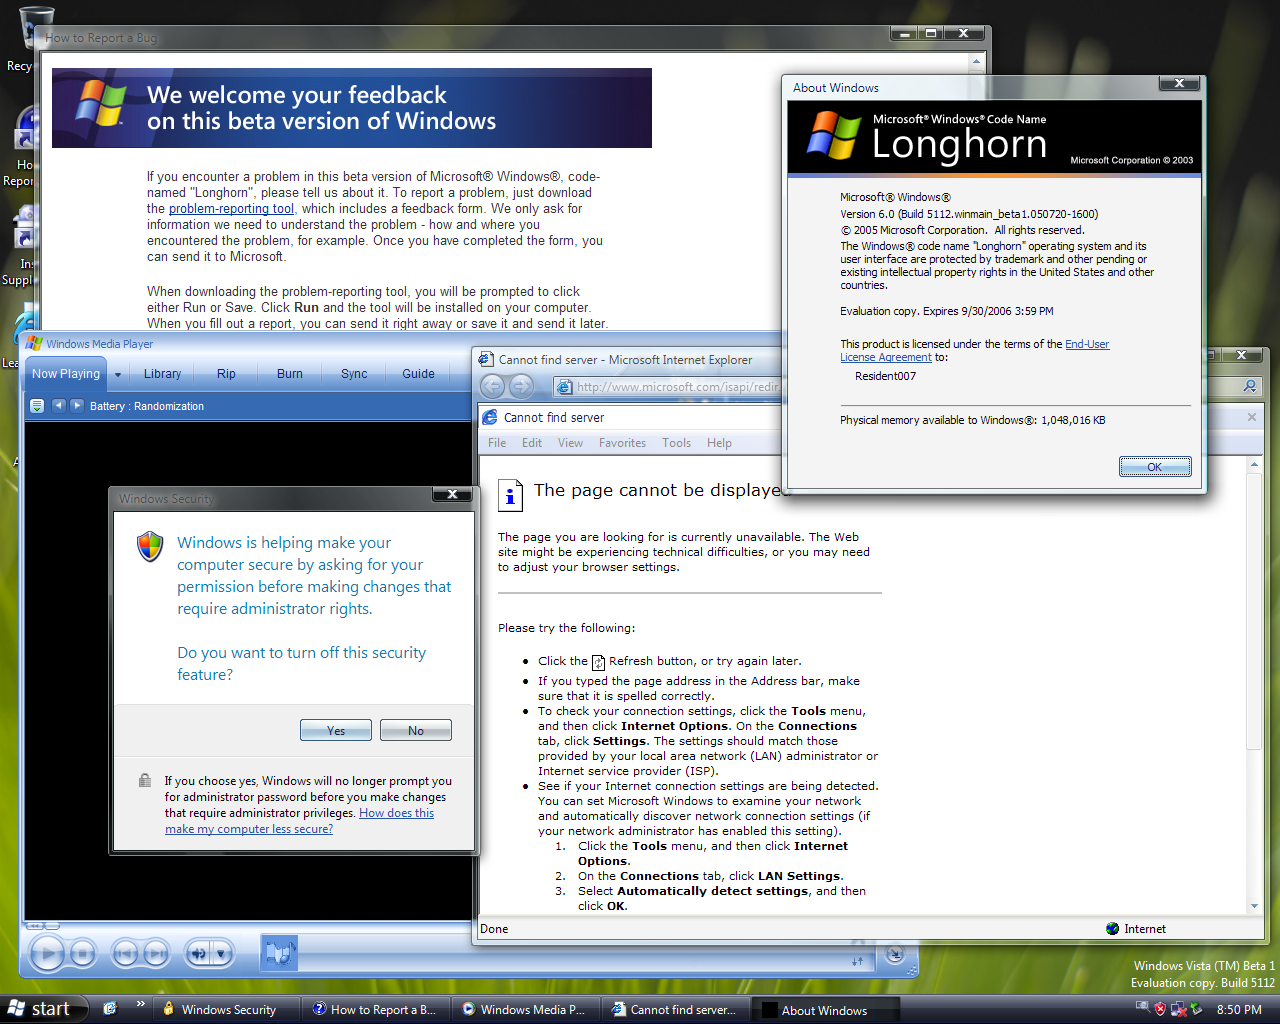 Recyc
Ho
Repor
Ins
Suppl
Lea
How to Report a Bug
We welcome your feedback
on this beta version of Windows
If you encounter a problem in this beta version of Microsoft® Windows®, code-
named "Longhorn", please tell us about it. To report a problem, just download
the problem-reporting tool, which includes a feedback form. We only ask for
information we need to understand the problem - how and where you
encountered the problem, for example. Once you have completed the form, you
can send it to Microsoft.
When downloading the problem-reporting tool, you will be prompted to click
either Run or Save. Click Run and the tool will be installed on your computer.
When you fill out a report, you can send it right away or save it and send it later.
About Windows
Microsoft® Windows® Code Name
Longhorn
Microsoft Corporation © 2003
Microsoft® Windows®
Version 6.0 (Build 5112.winmain_beta1.050720-1600)
© 2005 Microsoft Corporation. All rights reserved.
The Windows® code name "Longhorn" operating system and its
user interface are protected by trademark and other pending or
existing intellectual property rights in the United States and other
countries.
Evaluation copy. Expires 9/30/2006 3:59 PM
This product is licensed under the terms of the End-User
License Agreement to:
Resident007
Physical memory available to Windows®: 1,048,016 KB
OK
Windows Media Player
Now Playing Library Rip Burn Sync Guide
Battery : Randomization
Windows Security
Windows is helping make your
computer secure by asking for your
permission before making changes that
require administrator rights.
Do you want to turn off this security
feature?
Yes No
If you choose yes, Windows will no longer prompt you
for administrator password before you make changes
that require administrator privileges. How does this
make my computer less secure?
Cannot find server - Microsoft Internet Explorer
http://www.microsoft.com/isapi/redir
Cannot find server
File Edit View Favorites Tools Help
The page cannot be displayed
The page you are looking for is currently unavailable. The Web
site might be experiencing technical difficulties, or you may need
to adjust your browser settings.
Please try the following:
• Click the Refresh button, or try again later.
• If you typed the page address in the Address bar, make
sure that it is spelled correctly.
• To check your connection settings, click the Tools menu,
and then click Internet Options. On the Connections
tab, click Settings. The settings should match those
provided by your local area network (LAN) administrator or
Internet service provider (ISP).
• See if your Internet connection settings are being detected.
You can set Microsoft Windows to examine your network
and automatically discover network connection settings (if
your network administrator has enabled this setting).
1. Click the Tools menu, and then click Internet
Options.
2. On the Connections tab, click LAN Settings.
3. Select Automatically detect settings, and then
click OK.
Done Internet
Windows Vista (TM) Beta 1
Evaluation copy. Build 5112
start » Windows Security How to Report a B... Windows Media P... Cannot find server... About Windows 8:50 PM